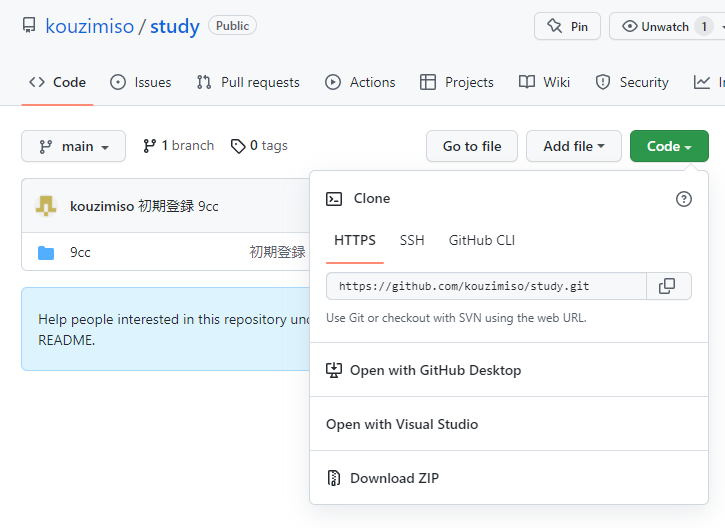 kouzimiso / study Public Pin Unwatch 1
Code Issues Pull requests Actions Projects Wiki Security
main 1 branch 0 tags Go to file Add file Code
kouzimiso 初期登録 9cc
9cc 初期登録
Help people interested in this repository
README.
Clone
HTTPS SSH GitHub CLI
https://github.com/kouzimiso/study.git
Use Git or checkout with SVN using the web URL.
Open with GitHub Desktop
Open with Visual Studio
Download ZIP